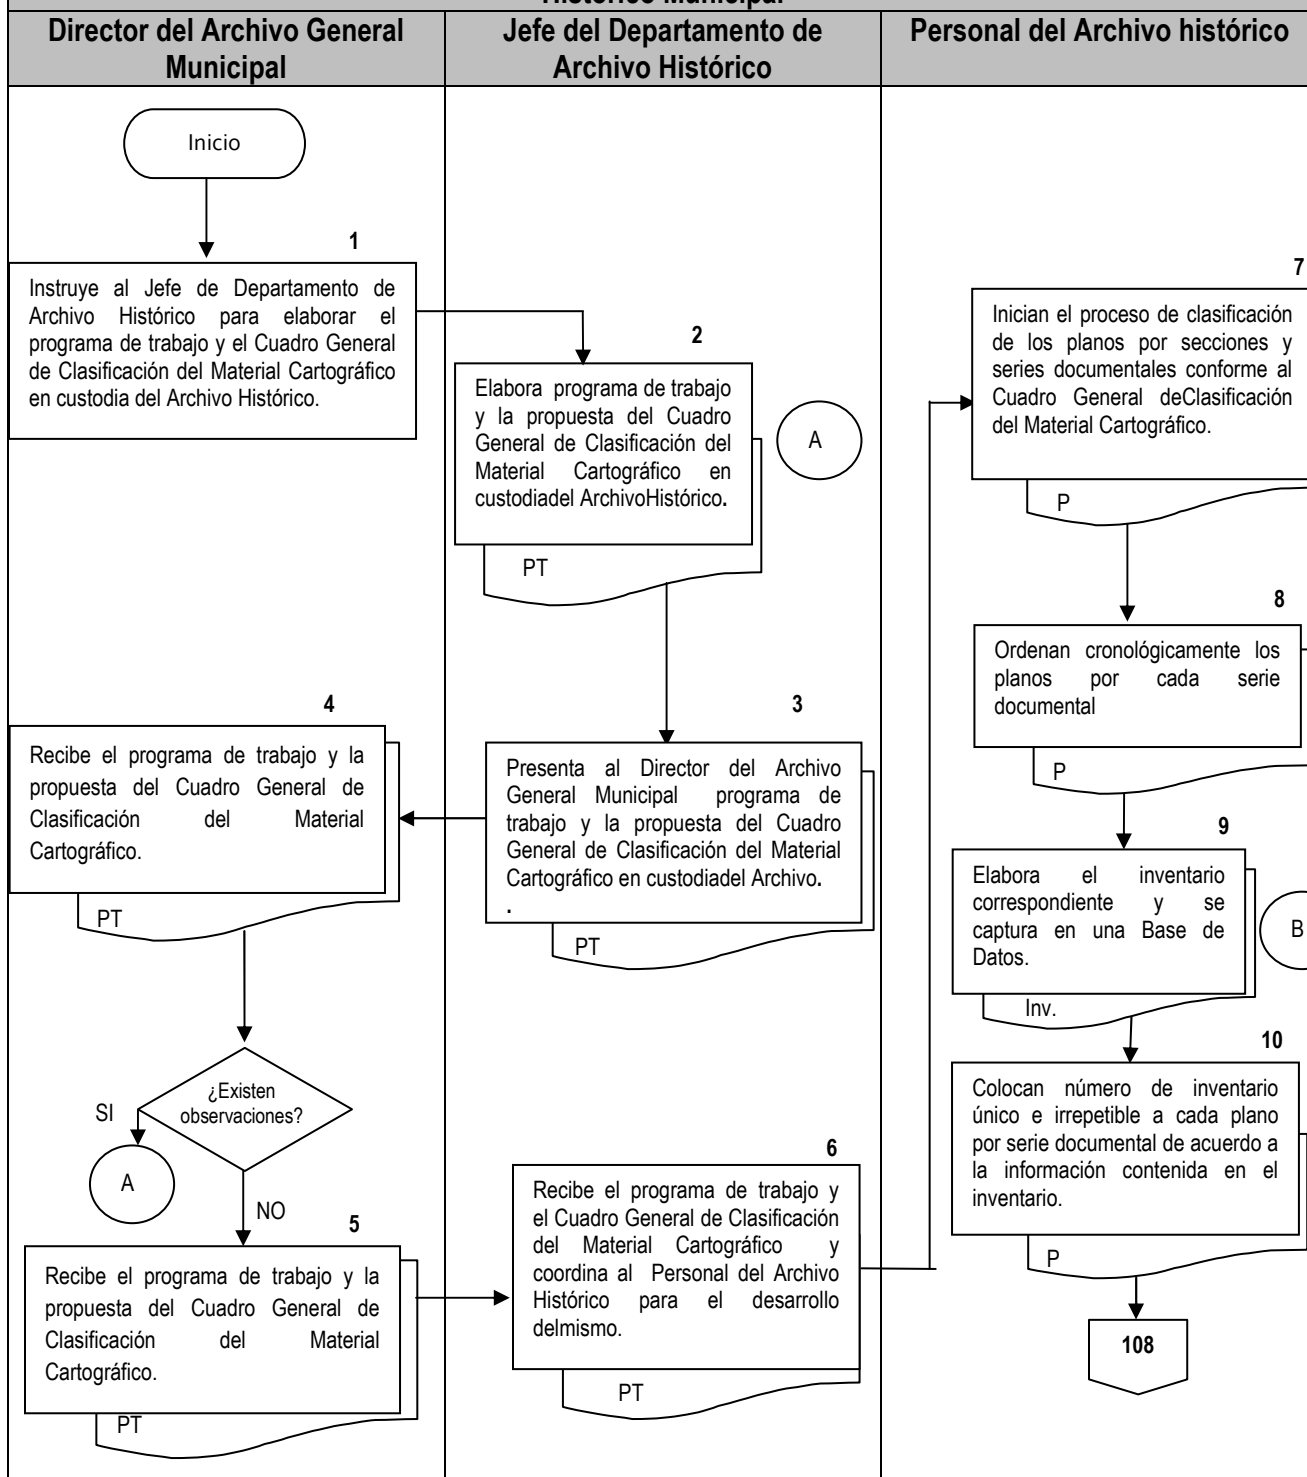 Histórico Municipal
Director del Archivo General
Municipal
Jefe del Departamento de
Archivo Histórico
Personal del Archivo histórico
Inicio
1
Instruye al Jefe de Departamento de
Archivo Histórico para elaborar el
programa de trabajo y el Cuadro General
de Clasificación del Material Cartográfico
en custodia del Archivo Histórico.
2
Elabora programa de trabajo
y la propuesta del Cuadro
General de Clasificación del
Material Cartográfico en
custodiadel ArchivoHistórico.
PT
A
3
Presenta al Director del Archivo
General Municipal programa de
trabajo y la propuesta del Cuadro
General de Clasificación del Material
Cartográfico en custodiadel Archivo.
.
PT
4
Recibe el programa de trabajo y la
propuesta del Cuadro General de
Clasificación del Material
Cartográfico.
PT
¿Existen
observaciones?
SI
A
NO
5
Recibe el programa de trabajo y la
propuesta del Cuadro General de
Clasificación del Material
Cartográfico.
PT
6
Recibe el programa de trabajo y
el Cuadro General de Clasificación
del Material Cartográfico y
coordina al Personal del Archivo
Histórico para el desarrollo
delmismo.
PT
7
Inician el proceso de clasificación
de los planos por secciones y
series documentales conforme al
Cuadro General deClasificación
del Material Cartográfico.
P
8
Ordenan cronológicamente los
planos por cada serie
documental
P
9
Elabora el inventario
correspondiente y se
captura en una Base de
Datos.
Inv.
B
10
Colocan número de inventario
único e irrepetible a cada plano
por serie documental de acuerdo a
la información contenida en el
inventario.
P
108